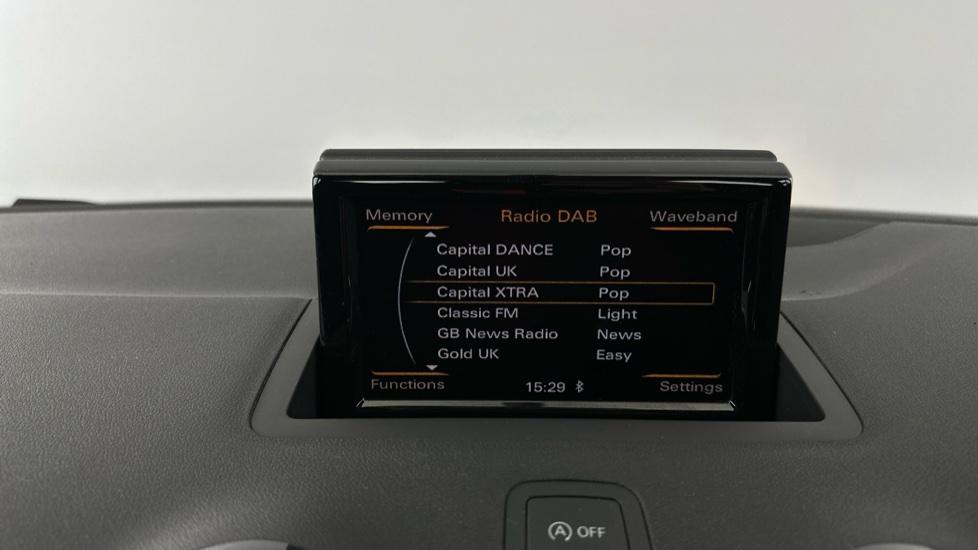 Memory Radio DAB Waveband
Capital DANCE Pop
Capital UK Pop
Capital XTRA Pop
Classic FM Light
GB News Radio News
Gold UK Easy
Functions 15:29 Settings
A OFF